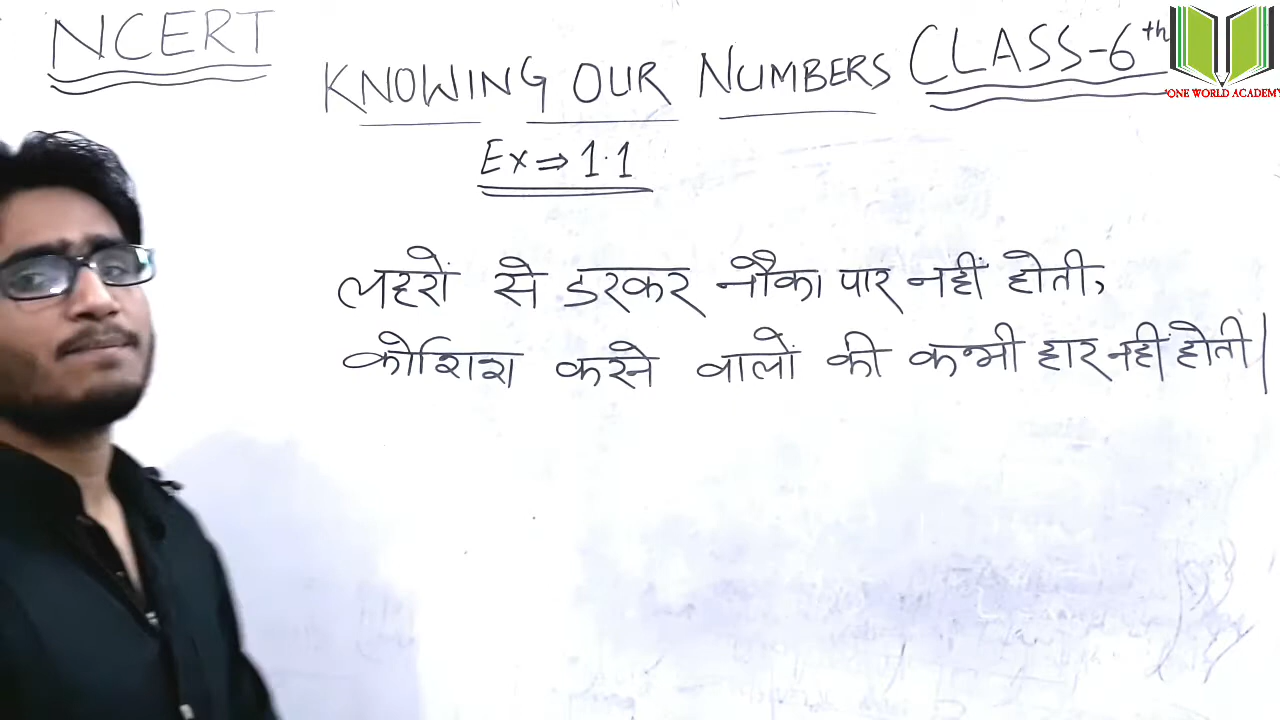 NCERT
KNOWING OUR NUMBERS CLASS-6th
Ex⇒1.1
लहरों से डरकर नौका पार नहीं होती,
कोशिश करने वालों की कभी हार नहीं होती|
ONE WORLD ACADEMY